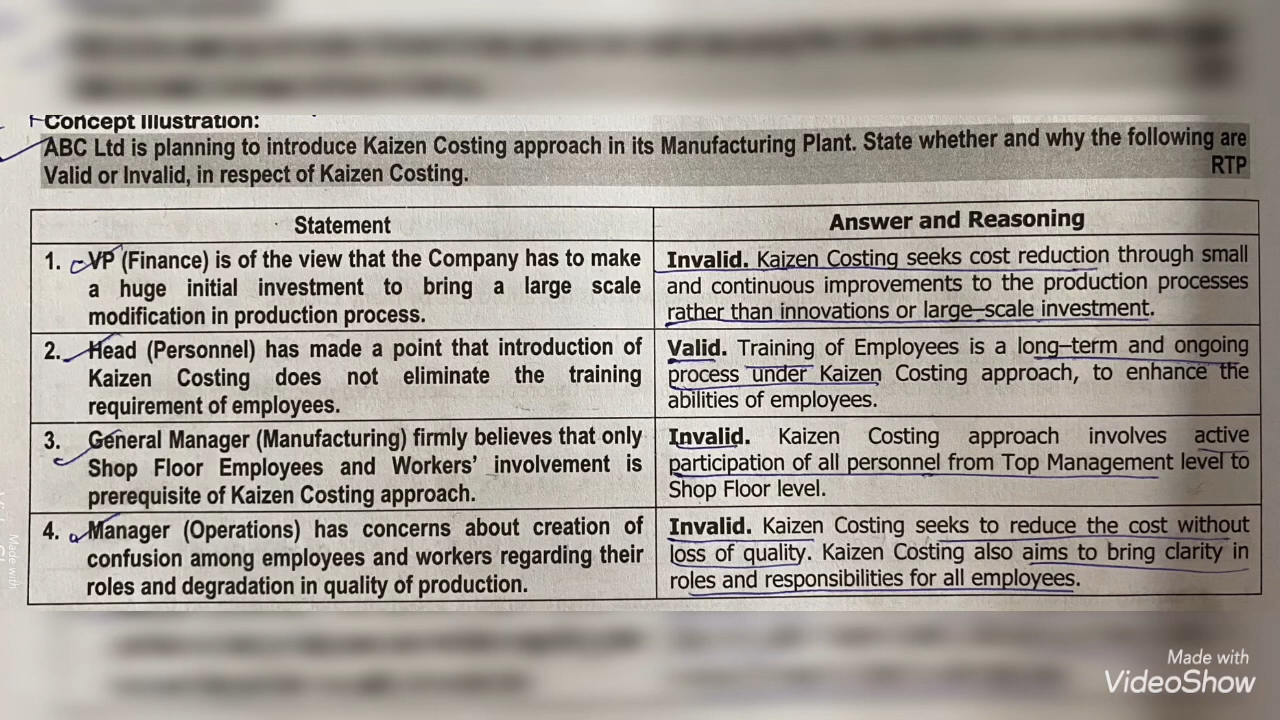 Concept Illustration:
ABC Ltd is planning to introduce Kaizen Costing approach in its Manufacturing Plant. State whether and why the following are
Valid or Invalid, in respect of Kaizen Costing. RTP
Statement
Answer and Reasoning
1. VP (Finance) is of the view that the Company has to make
a huge initial investment to bring a large scale
modification in production process.
Invalid. Kaizen Costing seeks cost reduction through small
and continuous improvements to the production processes
rather than innovations or large–scale investment.
2. Head (Personnel) has made a point that introduction of
Kaizen Costing does not eliminate the training
requirement of employees.
Valid. Training of Employees is a long–term and ongoing
process under Kaizen Costing approach, to enhance the
abilities of employees.
3. General Manager (Manufacturing) firmly believes that only
Shop Floor Employees and Workers’ involvement is
prerequisite of Kaizen Costing approach.
Invalid. Kaizen Costing approach involves active
participation of all personnel from Top Management level to
Shop Floor level.
4. Manager (Operations) has concerns about creation of
confusion among employees and workers regarding their
roles and degradation in quality of production.
Invalid. Kaizen Costing seeks to reduce the cost without
loss of quality. Kaizen Costing also aims to bring clarity in
roles and responsibilities for all employees.
Made with
Made with
VideoShow